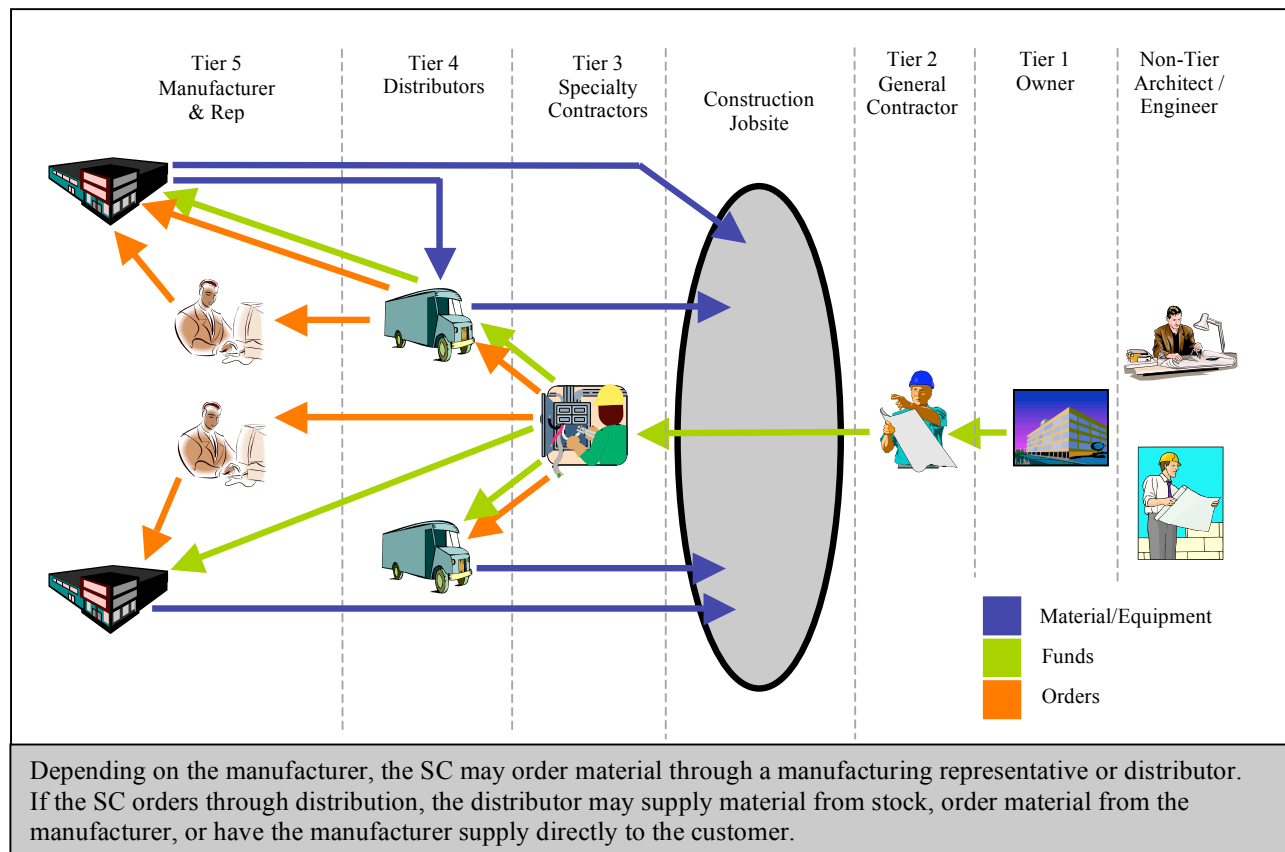 Tier 5
Manufacturer
& Rep
Tier 4
Distributors
Tier 3
Specialty
Contractors
Construction
Jobsite
Tier 2
General
Contractor
Tier 1
Owner
Non-Tier
Architect /
Engineer
Material/Equipment
Funds
Orders
Depending on the manufacturer, the SC may order material through a manufacturing representative or distributor.
If the SC orders through distribution, the distributor may supply material from stock, order material from the
manufacturer, or have the manufacturer supply directly to the customer.